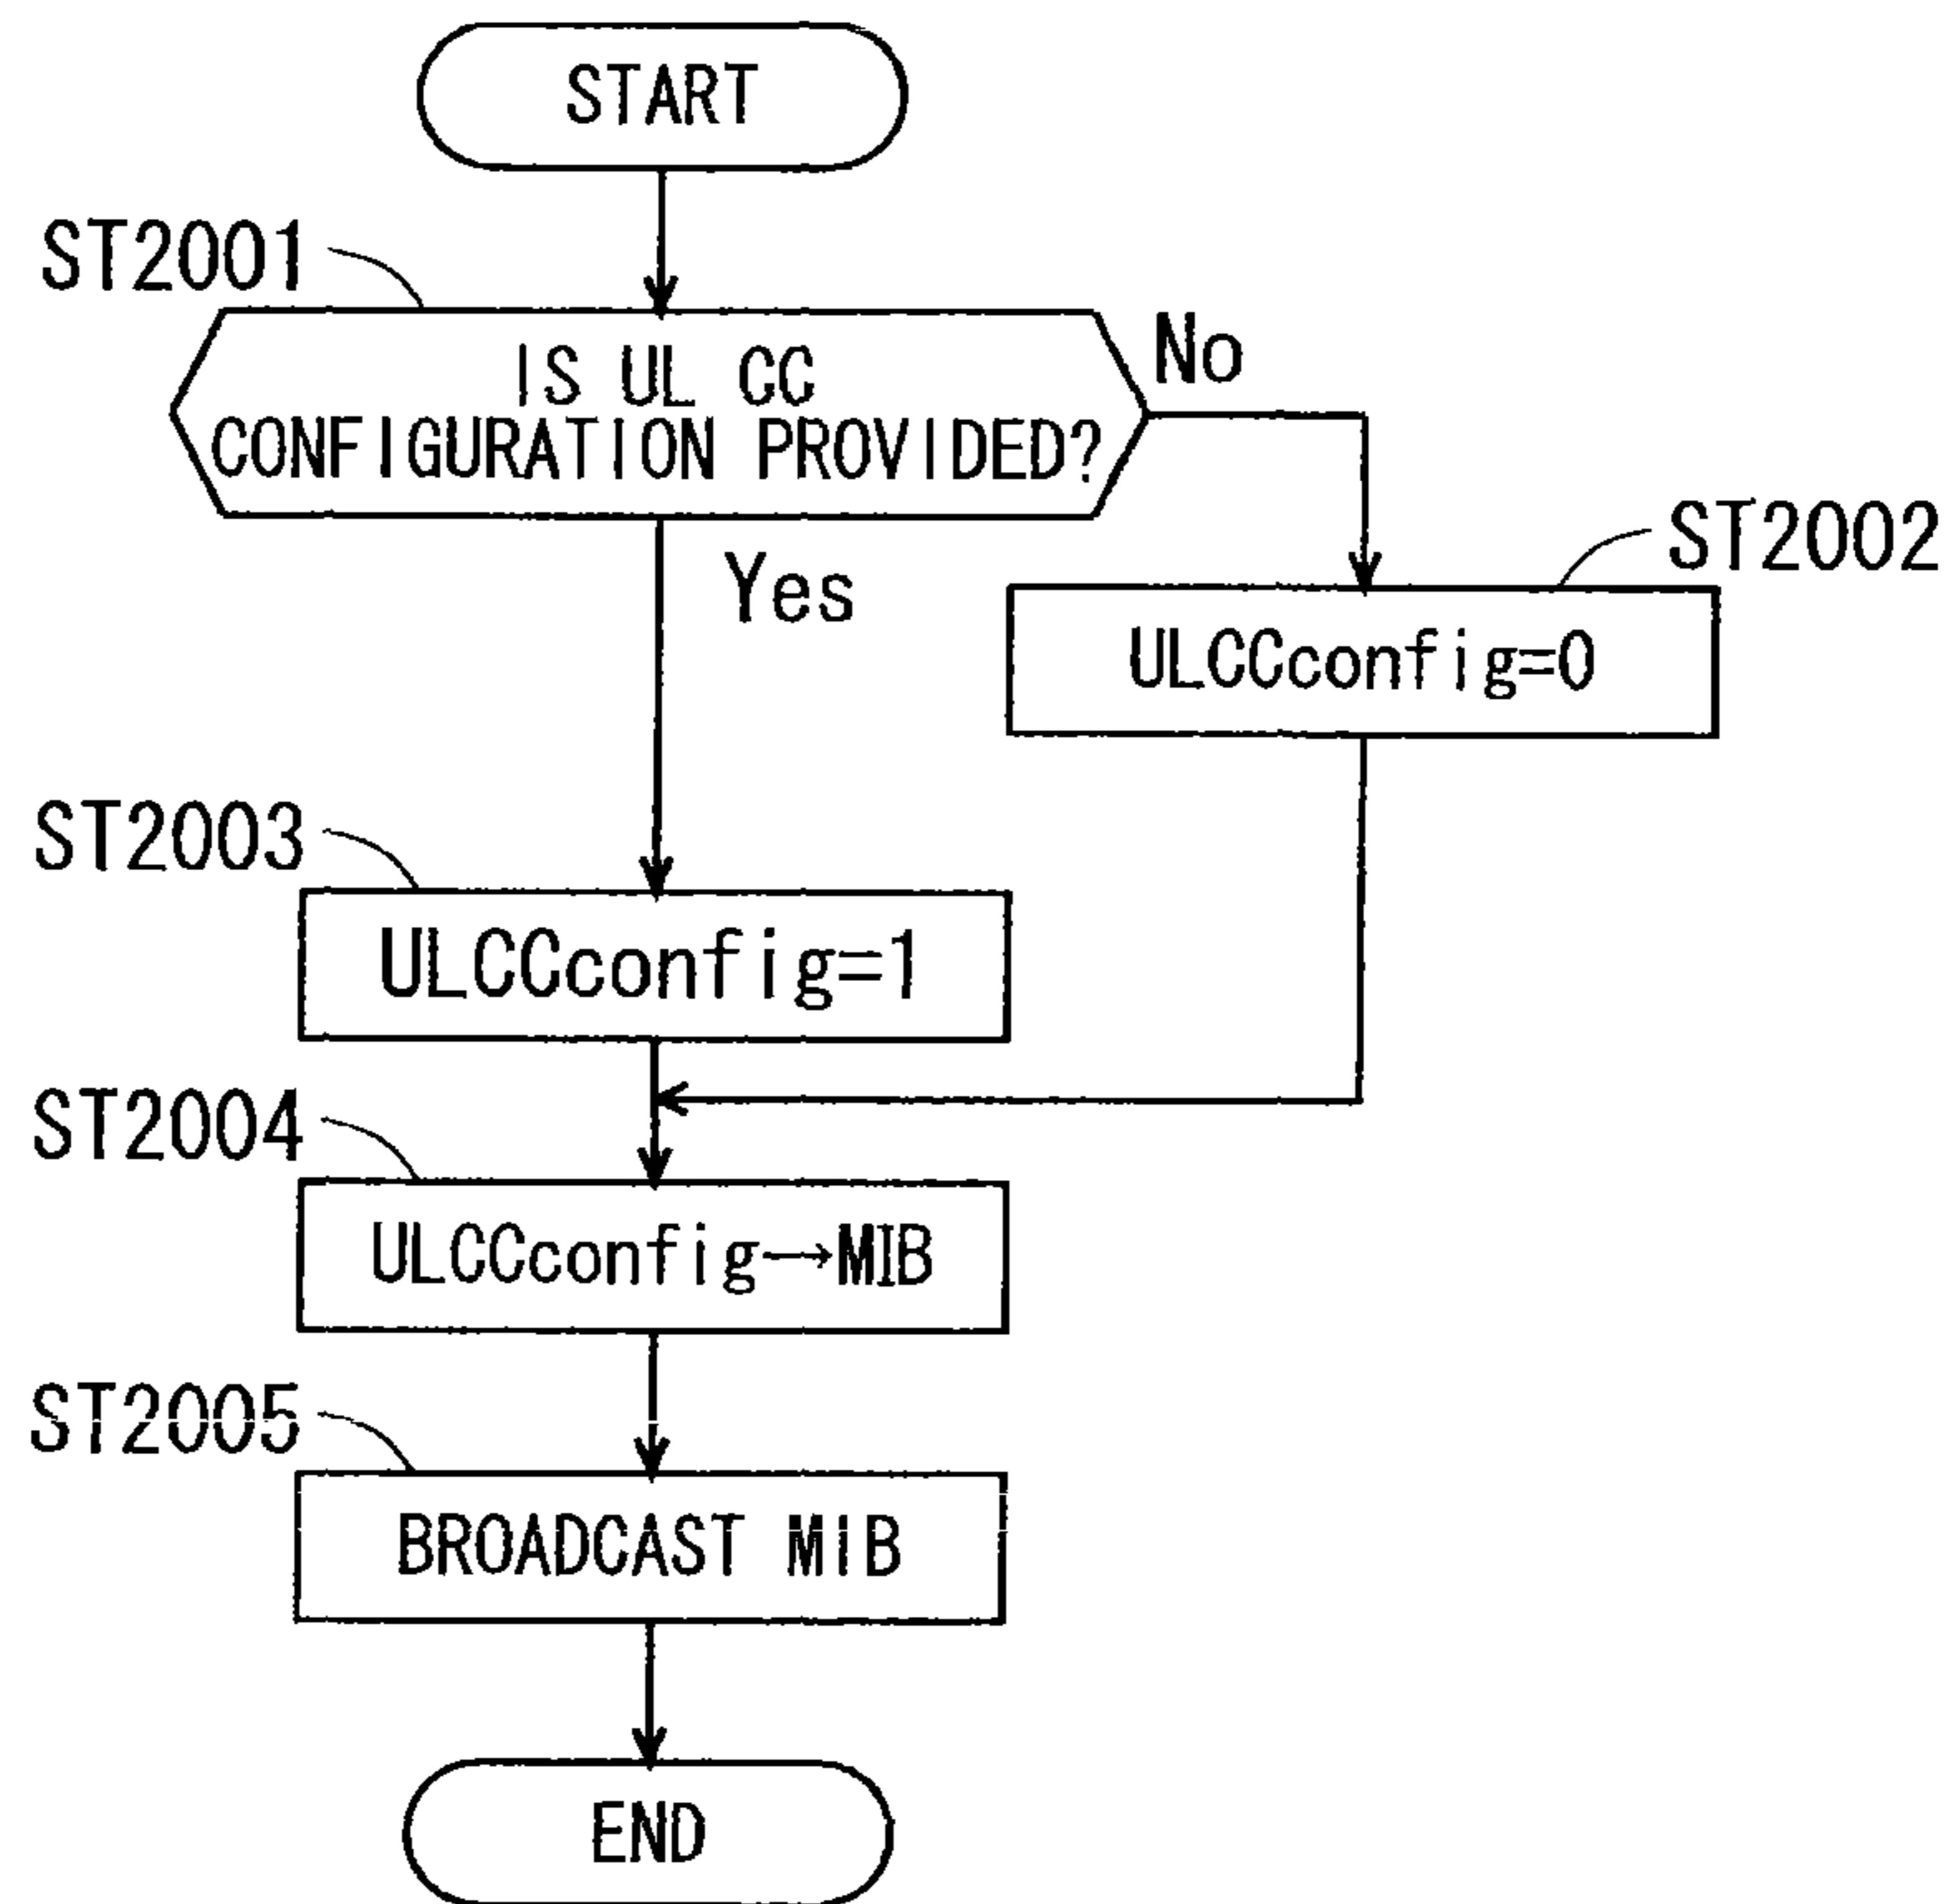 START
ST2001
IS UL CC
CONFIGURATION PROVIDED?
No
Yes
ST2002
ULCCconfig=0
ST2003
ULCCconfig=1
ST2004
ULCCconfig→MIB
ST2005
BROADCAST MIB
END